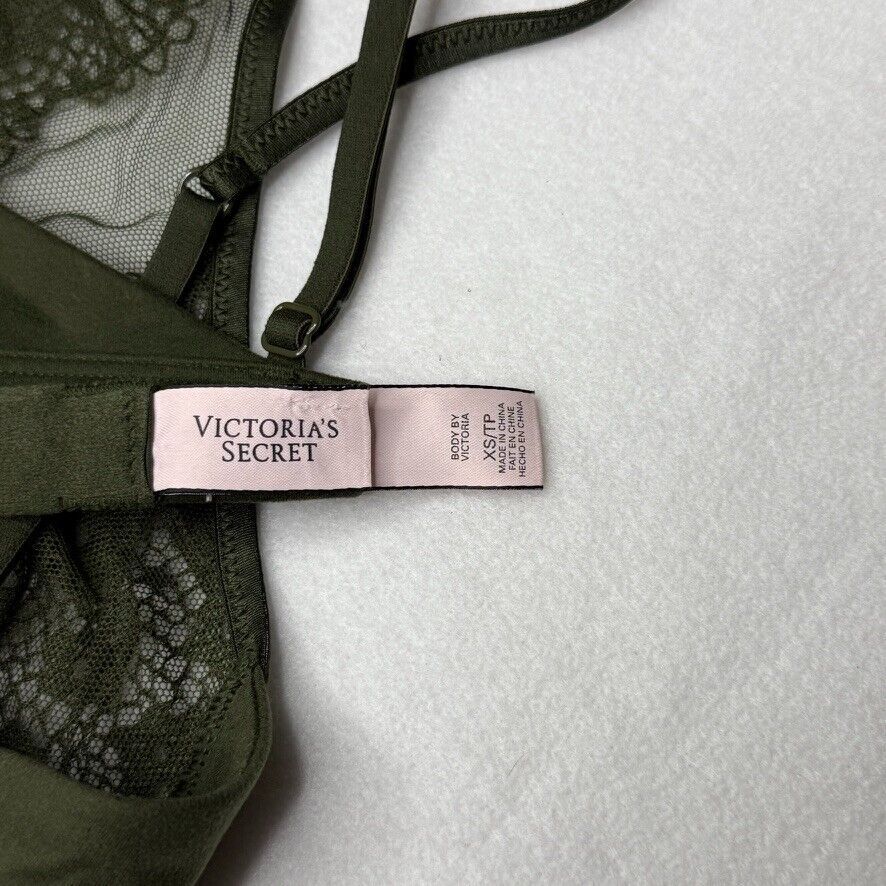 VICTORIA'S
SECRET
BODY BY
VICTORIA
XS/TP
MADE IN CHINA
FAIT EN CHINE
HECHO EN CHINA